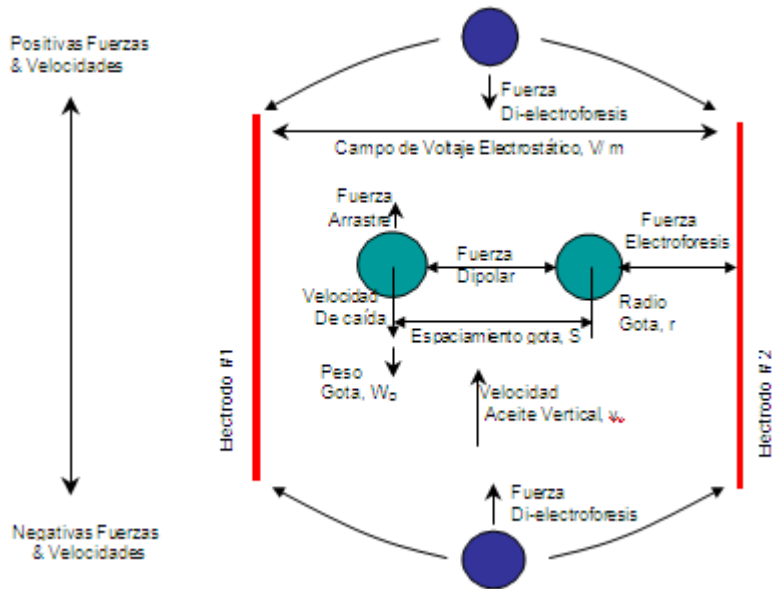 Positivas Fuerzas
& Velocidades
Fuerza
Di-electroforesis
Campo de Voltaje Electrostático, V/ m
Fuerza
Arrastre
Fuerza
Dipolar
Fuerza
Electroforesis
Velocidad
De caída
Espaciamiento gota, S
Radio
Gota, r
Electrodo #1
Electrodo #2
Peso
Gota, W
Velocidad
Aceite Vertical,
Fuerza
Di-electroforesis
Negativas Fuerzas
& Velocidades